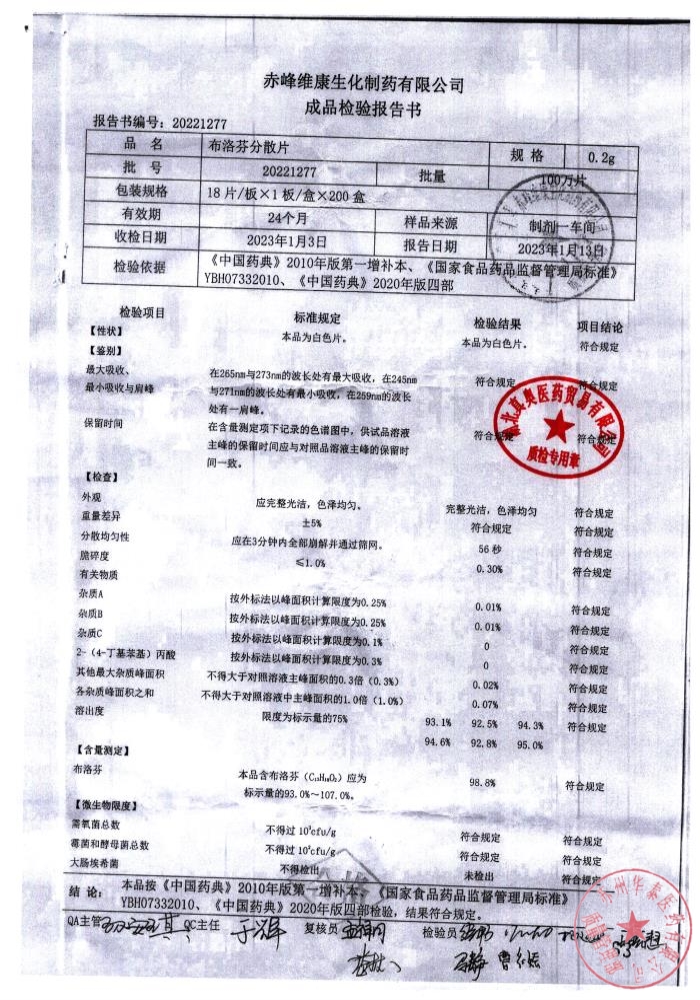 赤峰维康生化制药有限公司
成品检验报告书
报告书编号：20221277
品 名 布洛芬分散片 规 格 0.2g
批 号 20221277 批量 100万片
包装规格 18 片/板×1 板/盒×200 盒
有效期 24个月 样品来源 制剂一车间
收检日期 2023年1月3日 报告日期 2023年1月13日
检验依据 《中国药典》2010年版第一增补本、《国家食品药品监督管理局标准》
YBH07332010、《中国药典》2020年版四部
检验项目 标准规定 检验结果 项目结论
【性状】 本品为白色片。 本品为白色片。 符合规定
【鉴别】
最大吸收、 在265nm与273nm的波长处有最大吸收，在245nm 符合规定 符合规定
最小吸收与肩峰 与271nm的波长处有最小吸收，在259nm的波长
处有一肩峰。
保留时间 在含量测定项下记录的色谱图中，供试品溶液 符合规定 符合规定
主峰的保留时间应与对照品溶液主峰的保留时
间一致。
湖北真奥医药贸易有限公司
质检专用章
【检查】
外观 应完整光洁，色泽均匀。 完整光洁，色泽均匀 符合规定
重量差异 ±5% 符合规定 符合规定
分散均匀性 应在3分钟内全部崩解并通过筛网。 56 秒 符合规定
脆碎度 ≤1.0% 0.30% 符合规定
有关物质
杂质A 按外标法以峰面积计算限度为0.25% 0.01% 符合规定
杂质B 按外标法以峰面积计算限度为0.25% 0.01% 符合规定
杂质C 按外标法以峰面积计算限度为0.1% 0 符合规定
2-（4-丁基苯基）丙酸 按外标法以峰面积计算限度为0.3% 0 符合规定
其他最大杂质峰面积 不得大于对照溶液主峰面积的0.3倍（0.3%） 0.02% 符合规定
各杂质峰面积之和 不得大于对照溶液中主峰面积的1.0倍（1.0%） 0.07% 符合规定
溶出度 限度为标示量的75% 93.1% 92.5% 94.3% 符合规定
94.6% 92.8% 95.0%
【含量测定】
布洛芬 本品含布洛芬（C₁₃H₁₈O₂）应为 98.8% 符合规定
标示量的93.0%～107.0%。
【微生物限度】
需氧菌总数 不得过 10³cfu/g 符合规定 符合规定
霉菌和酵母菌总数 不得过 10²cfu/g 符合规定 符合规定
大肠埃希菌 不得检出 未检出 符合规定
结 论： 本品按《中国药典》2010年版第一增补本、《国家食品药品监督管理局标准》
YBH07332010、《中国药典》2020年版四部检验，结果符合规定。
QA主管 QC主任 复核员 检验员